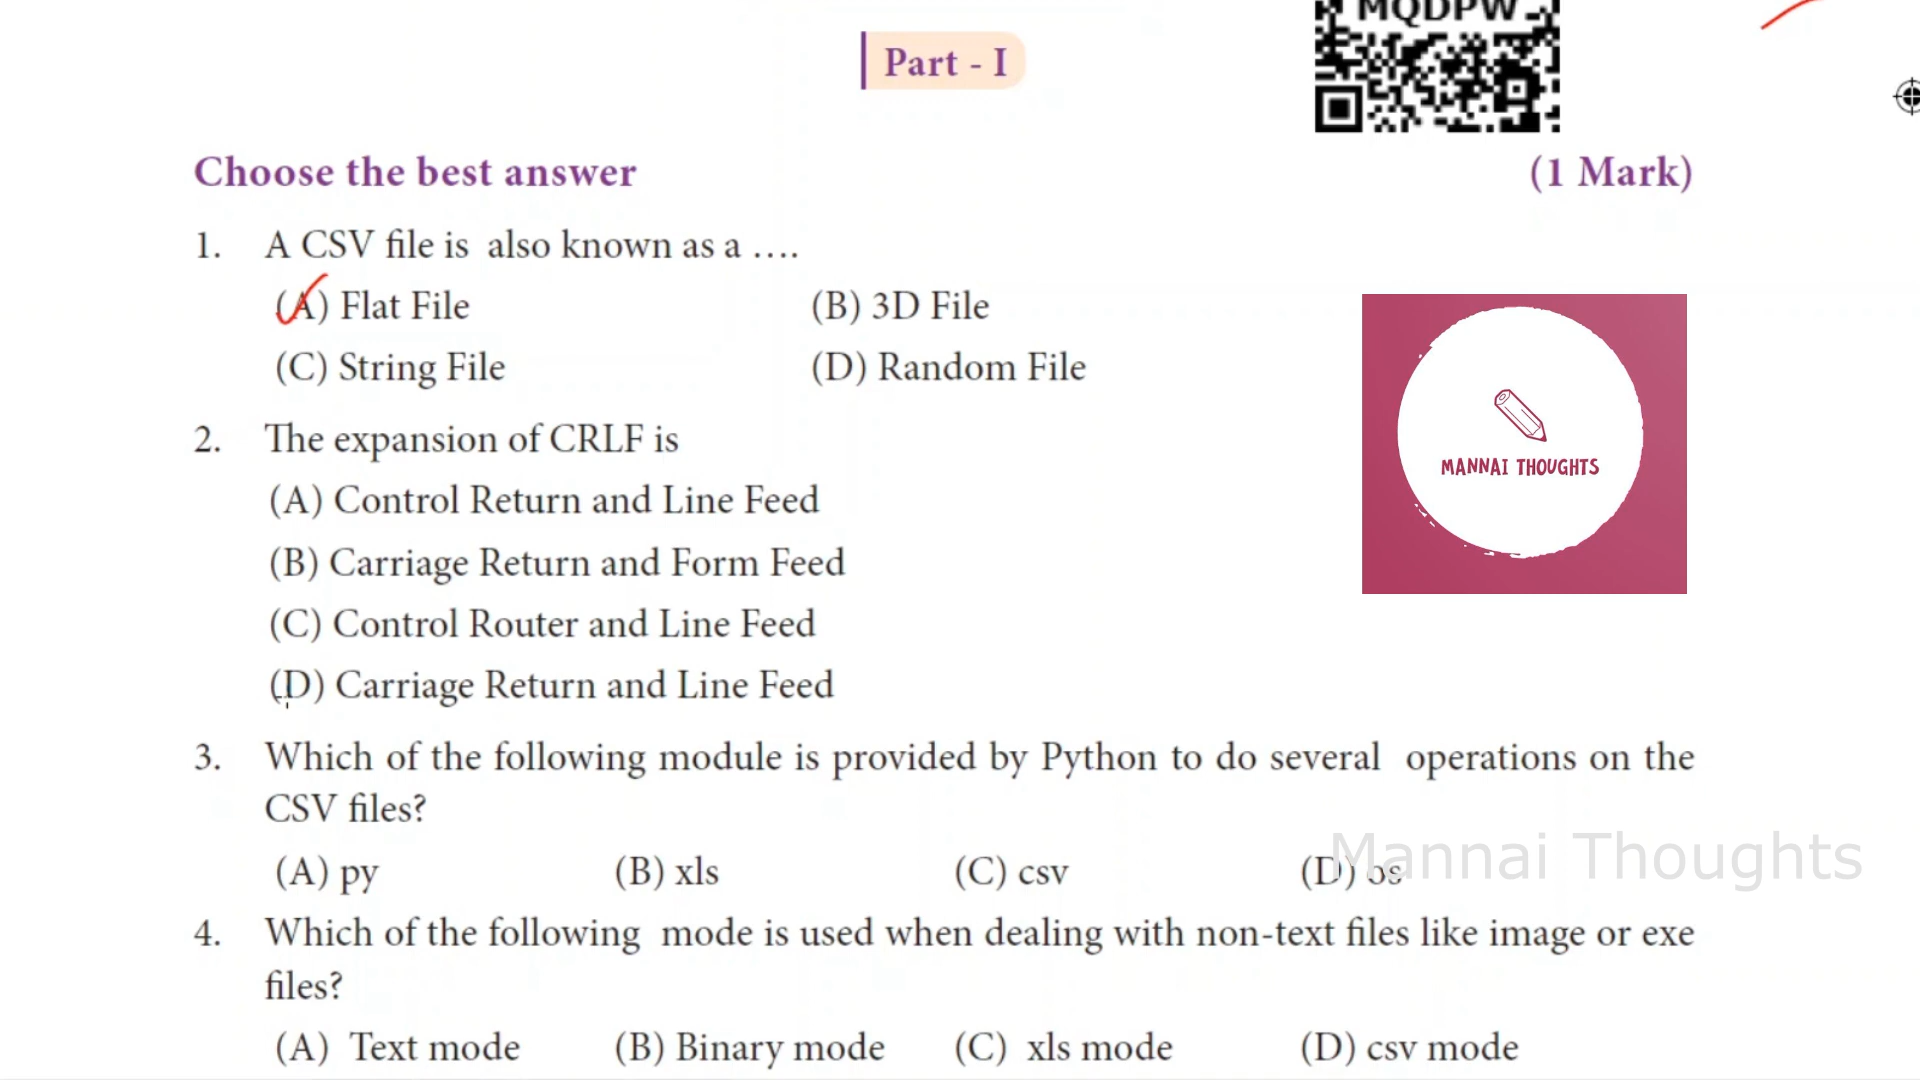 MQDPW
Part - I
Choose the best answer (1 Mark)
1. A CSV file is also known as a ....
(A) Flat File (B) 3D File
(C) String File (D) Random File
MANNAI THOUGHTS
2. The expansion of CRLF is
(A) Control Return and Line Feed
(B) Carriage Return and Form Feed
(C) Control Router and Line Feed
(D) Carriage Return and Line Feed
3. Which of the following module is provided by Python to do several operations on the
CSV files?
(A) py (B) xls (C) csv (D) os
Mannai Thoughts
4. Which of the following mode is used when dealing with non-text files like image or exe
files?
(A) Text mode (B) Binary mode (C) xls mode (D) csv mode